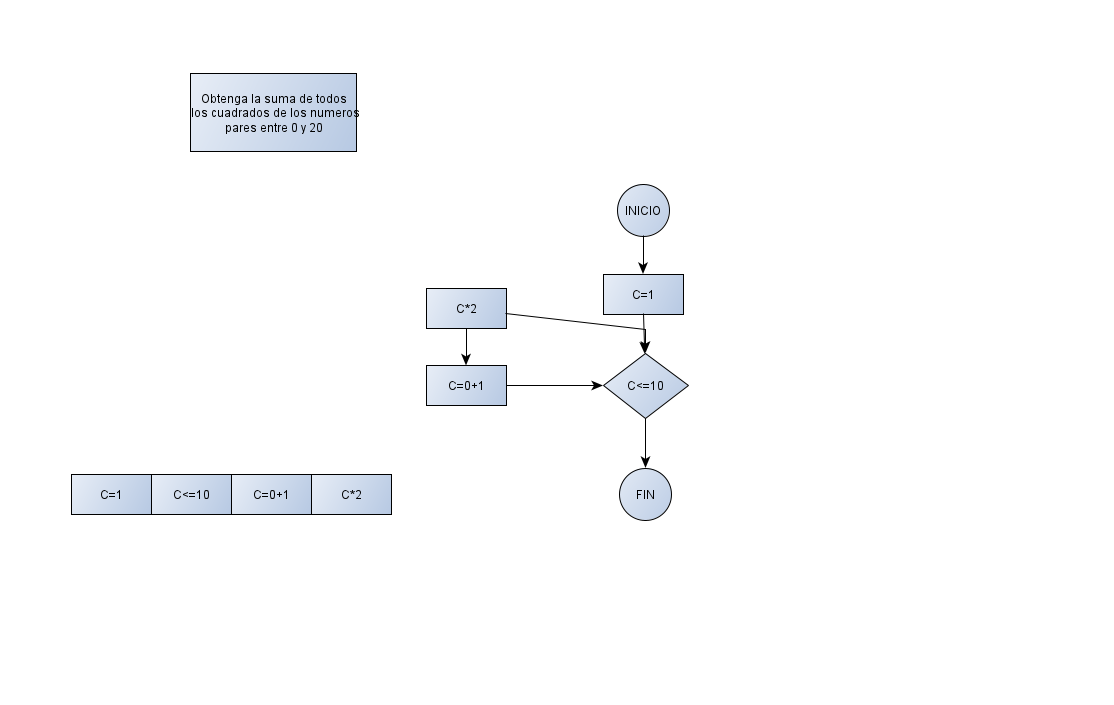 Obtenga la suma de todos
los cuadrados de los numeros
pares entre 0 y 20
INICIO
C=1
C*2
C=0+1
C<=10
FIN
C=1 C<=10 C=0+1 C*2